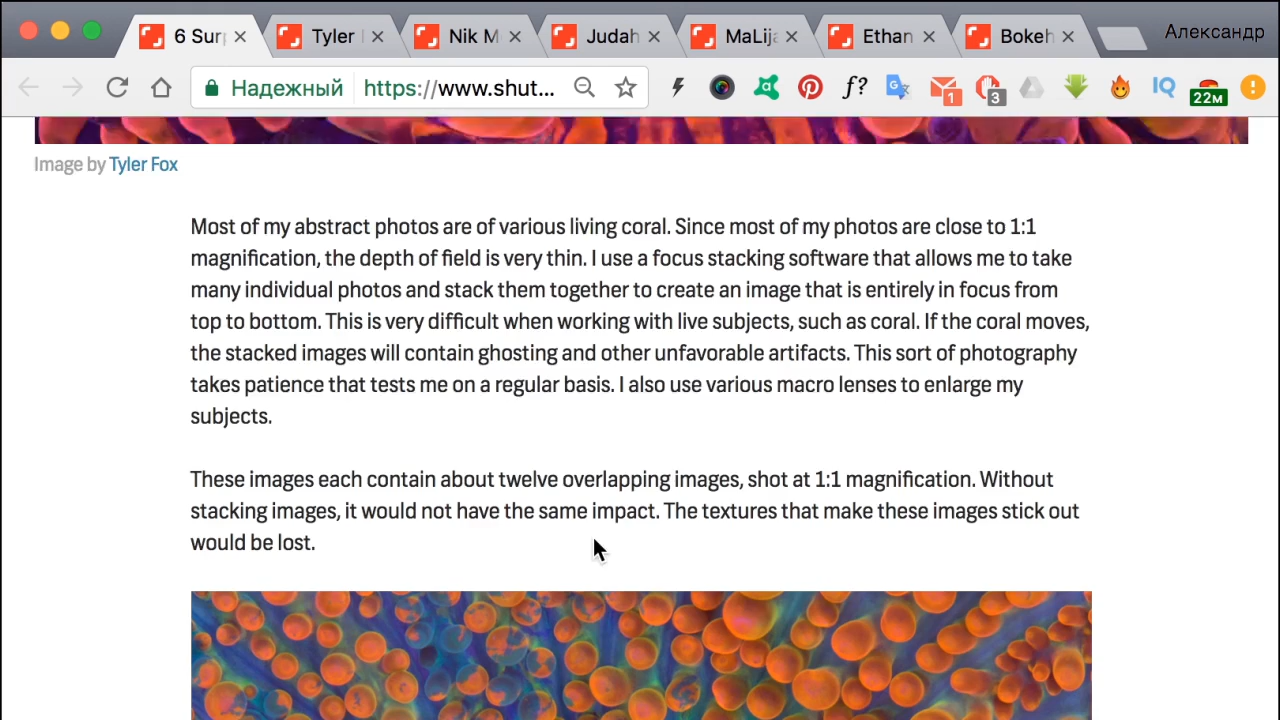 6 Sur
Tyler
Nik M
Judah
MaLija
Ethan
Bokeh
Александр
Надежный
https://www.shut...
f?
1
3
IQ
22м
Image by Tyler Fox
Most of my abstract photos are of various living coral. Since most of my photos are close to 1:1
magnification, the depth of field is very thin. I use a focus stacking software that allows me to take
many individual photos and stack them together to create an image that is entirely in focus from
top to bottom. This is very difficult when working with live subjects, such as coral. If the coral moves,
the stacked images will contain ghosting and other unfavorable artifacts. This sort of photography
takes patience that tests me on a regular basis. I also use various macro lenses to enlarge my
subjects.
These images each contain about twelve overlapping images, shot at 1:1 magnification. Without
stacking images, it would not have the same impact. The textures that make these images stick out
would be lost.